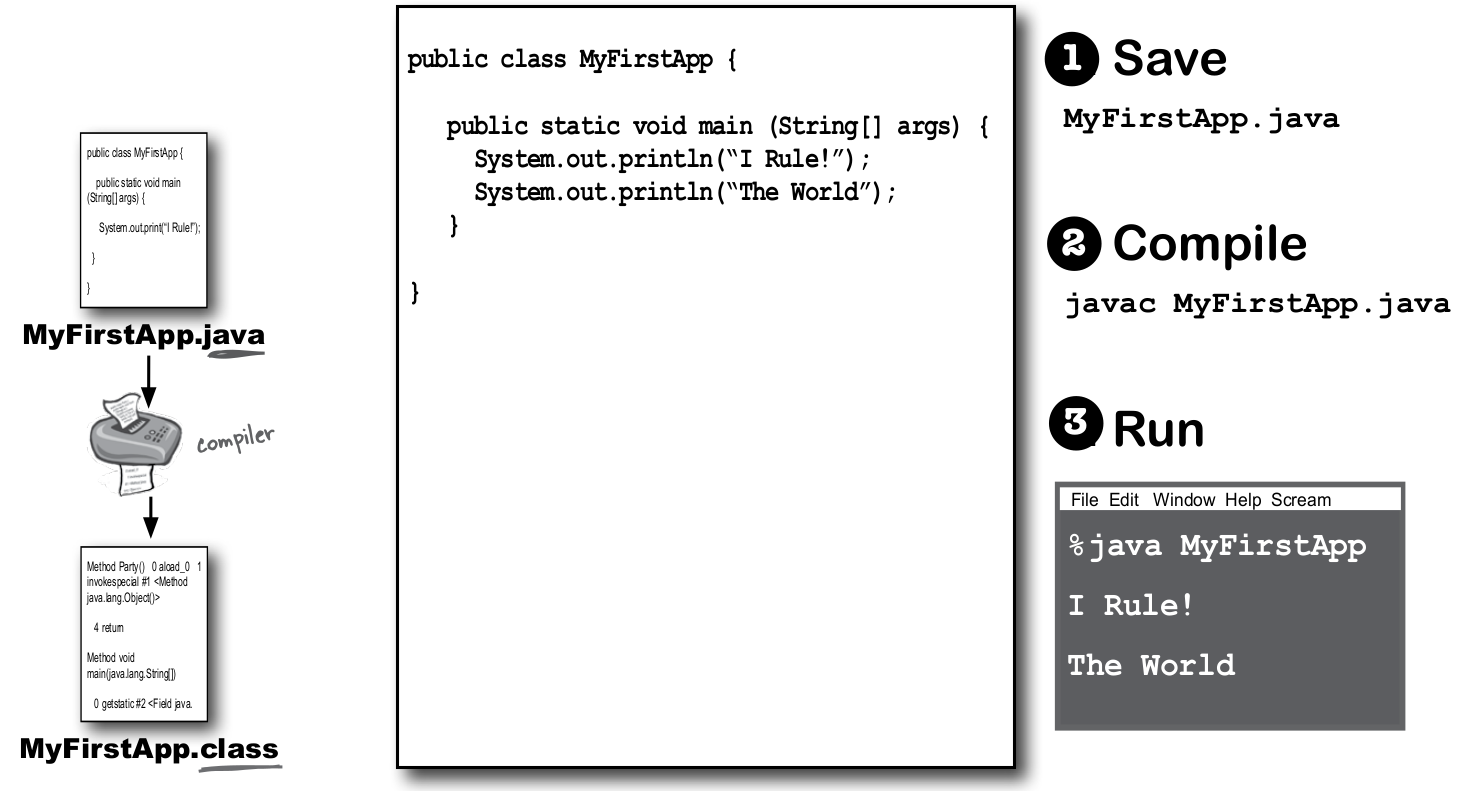 public class MyFirstApp {
public static void main
(String[] args) {
System.out.print("I Rule!");
}
}
MyFirstApp.java
compiler
Method Party() 0 aload_0 1
invokespecial #1 <Method
java.lang.Object()>
4 return
Method void
main(java.lang.String[])
0 getstatic #2 <Field java.
MyFirstApp.class
public class MyFirstApp {
public static void main (String[] args) {
System.out.println(“I Rule!”);
System.out.println(“The World”);
}
}
1 Save
MyFirstApp.java
2 Compile
javac MyFirstApp.java
3 Run
File Edit Window Help Scream
%java MyFirstApp
I Rule!
The World